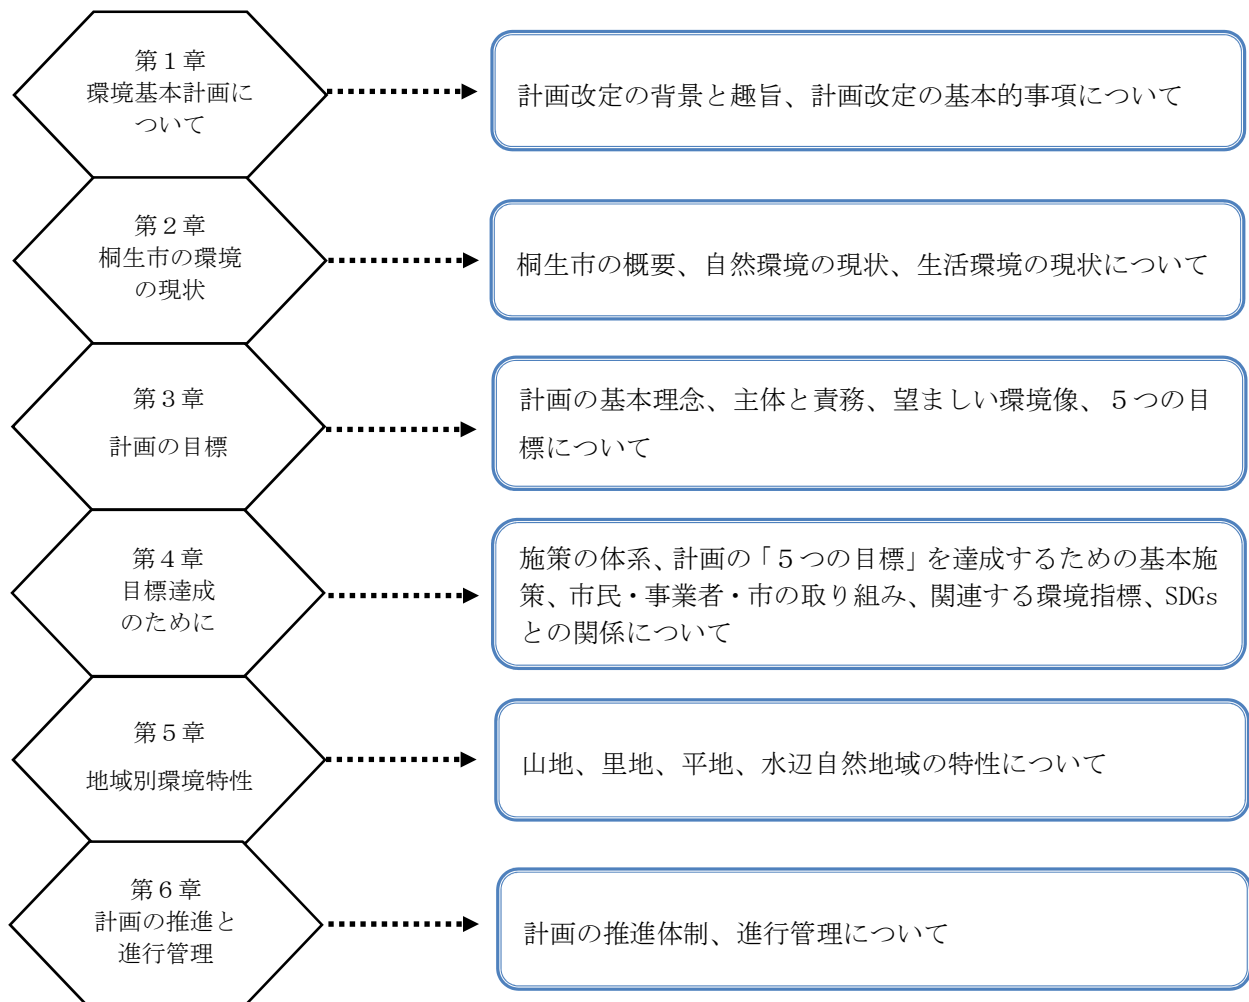 第１章
環境基本計画に
ついて
計画改定の背景と趣旨、計画改定の基本的事項について
第２章
桐生市の環境
の現状
桐生市の概要、自然環境の現状、生活環境の現状について
第３章
計画の目標
計画の基本理念、主体と責務、望ましい環境像、５つの目
標について
第４章
目標達成
のために
施策の体系、計画の「５つの目標」を達成するための基本施
策、市民・事業者・市の取り組み、関連する環境指標、SDGs
との関係について
第５章
地域別環境特性
山地、里地、平地、水辺自然地域の特性について
第６章
計画の推進と
進行管理
計画の推進体制、進行管理について